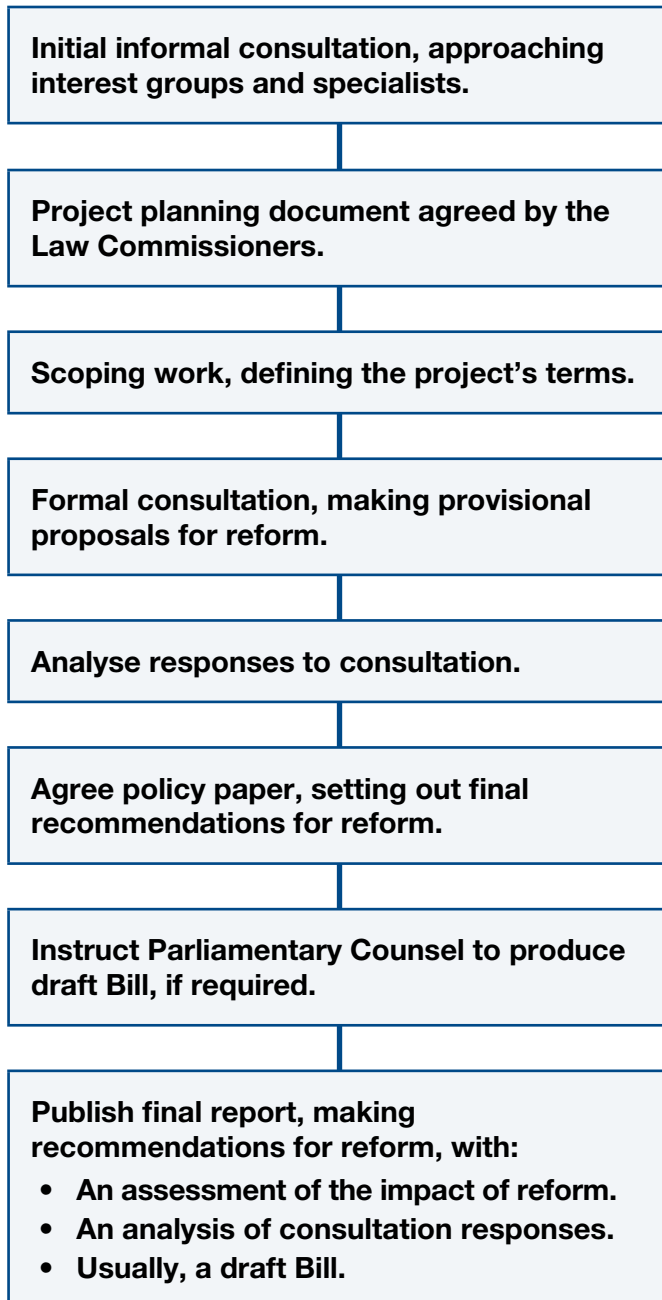 Initial informal consultation, approaching
interest groups and specialists.
Project planning document agreed by the
Law Commissioners.
Scoping work, defining the project’s terms.
Formal consultation, making provisional
proposals for reform.
Analyse responses to consultation.
Agree policy paper, setting out final
recommendations for reform.
Instruct Parliamentary Counsel to produce
draft Bill, if required.
Publish final report, making
recommendations for reform, with:
• An assessment of the impact of reform.
• An analysis of consultation responses.
• Usually, a draft Bill.